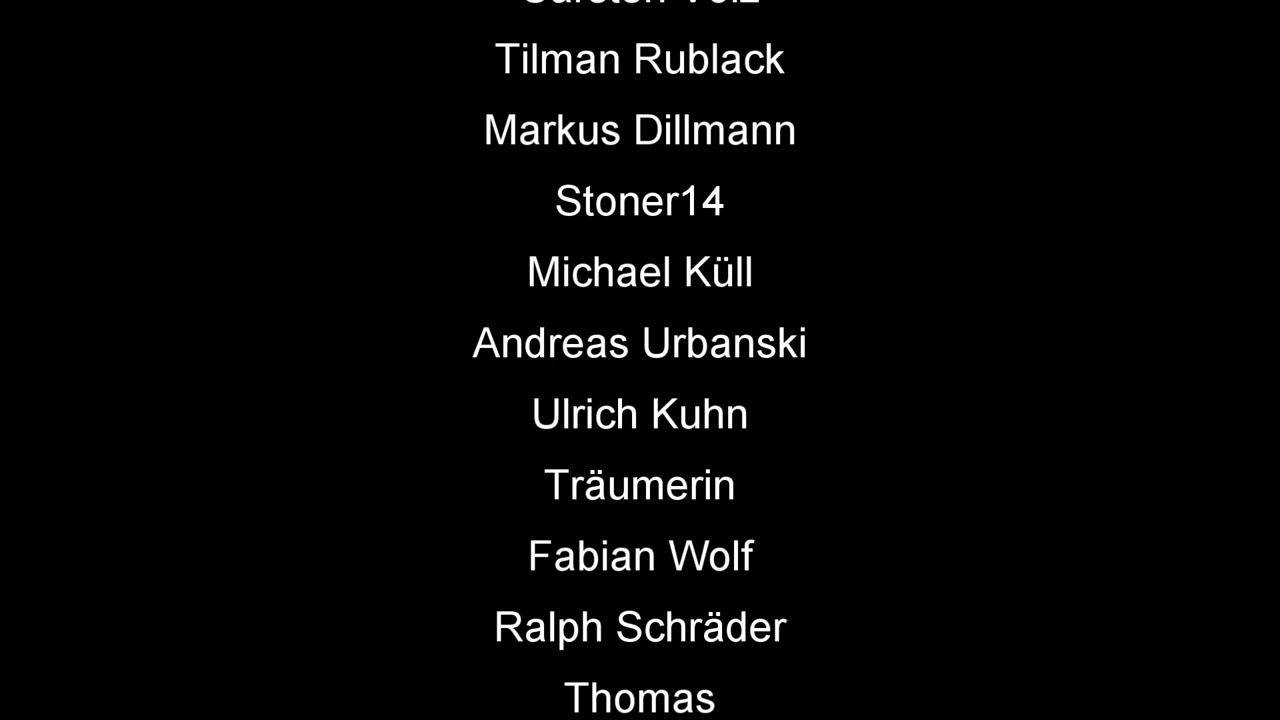 Tilman Rublack
Markus Dillmann
Stoner14
Michael Küll
Andreas Urbanski
Ulrich Kuhn
Träumerin
Fabian Wolf
Ralph Schräder
Thomas